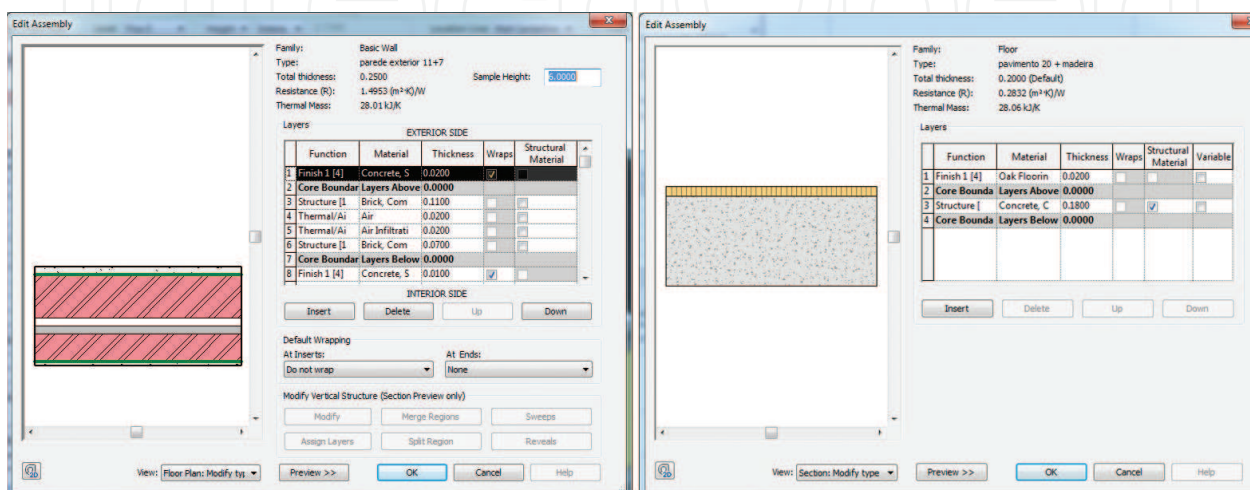 Edit Assembly
Family: Basic Wall
Type: parede exterior 11+7
Total thickness: 0.2500 Sample Height: 6.0000
Resistance (R): 1.4953 (m²·K)/W
Thermal Mass: 28.01 kJ/K
Layers
EXTERIOR SIDE
Function Material Thickness Wraps Structural Material
1 Finish 1 [4] Concrete, S 0.0200
2 Core Boundar Layers Above 0.0000
3 Structure [1 Brick, Com 0.1100
4 Thermal/Ai Air 0.0200
5 Thermal/Ai Air Infiltrati 0.0200
6 Structure [1 Brick, Com 0.0700
7 Core Boundar Layers Below 0.0000
8 Finish 1 [4] Concrete, S 0.0100
INTERIOR SIDE
Insert Delete Up Down
Default Wrapping
At Inserts: At Ends:
Do not wrap None
Modify Vertical Structure (Section Preview only)
Modify Merge Regions Sweeps
Assign Layers Split Region Reveals
2D View: Floor Plan: Modify typ Preview >> OK Cancel Help
Edit Assembly
Family: Floor
Type: pavimento 20 + madeira
Total thickness: 0.2000 (Default)
Resistance (R): 0.2832 (m²·K)/W
Thermal Mass: 28.06 kJ/K
Layers
Function Material Thickness Wraps Structural Material Variable
1 Finish 1 [4] Oak Floorin 0.0200
2 Core Bounda Layers Above 0.0000
3 Structure [ Concrete, C 0.1800
4 Core Bounda Layers Below 0.0000
Insert Delete Up Down
2D View: Section: Modify type Preview >> OK Cancel Help